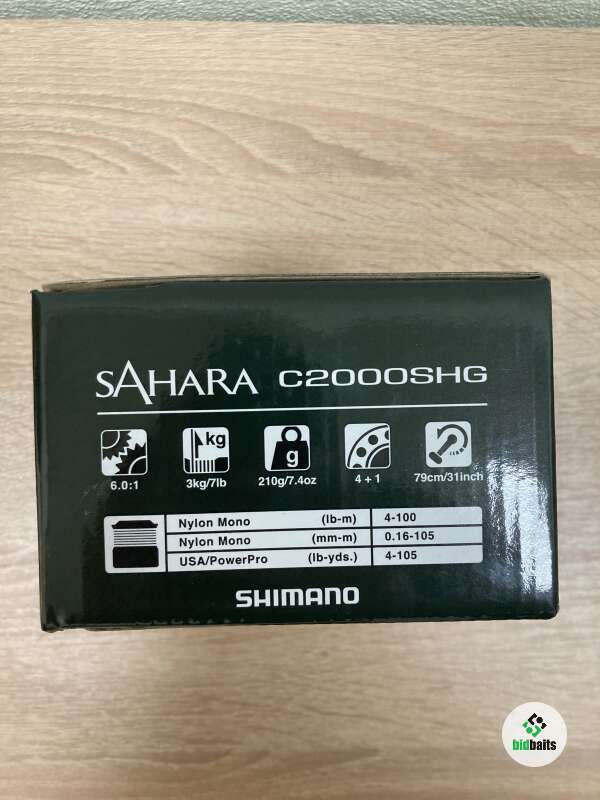 SAHARA C2000SHG
kg
g
6.0:1 3kg/7lb 210g/7.4oz 4 + 1 79cm/31inch
Nylon Mono (lb-m) 4-100
Nylon Mono (mm-m) 0.16-105
USA/PowerPro (lb-yds.) 4-105
SHIMANO
bidbaits